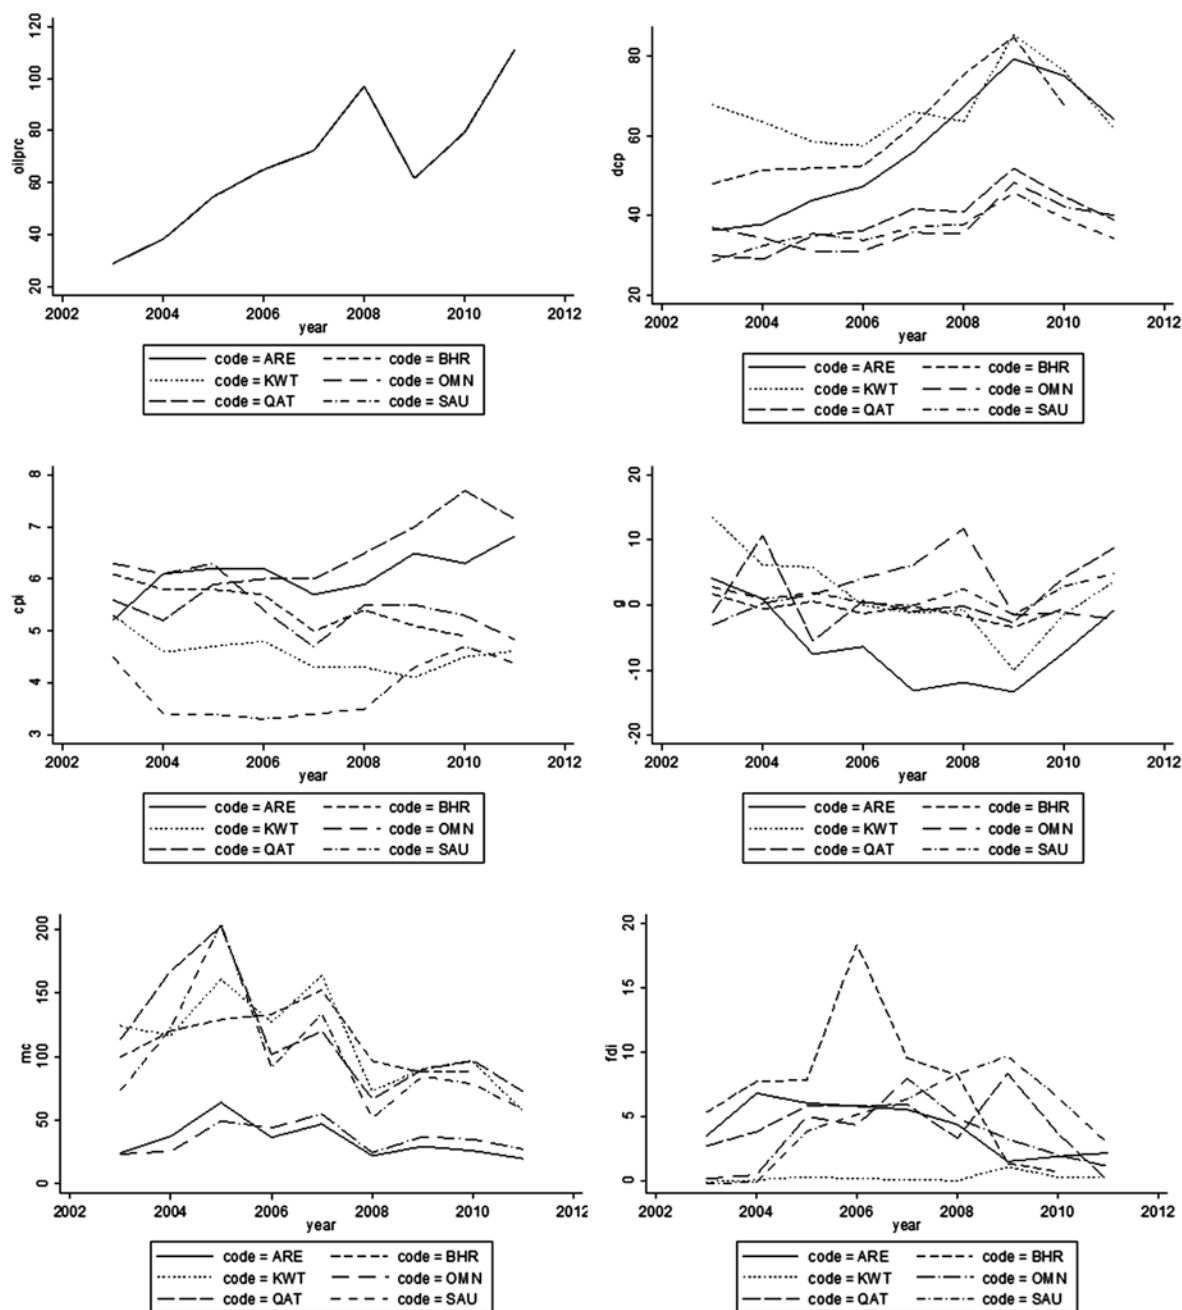 oilprc
120
100
80
60
40
20
2002 2004 2006 2008 2010 2012
year
code = ARE code = BHR
code = KWT code = OMN
code = QAT code = SAU
dcp
80
60
40
20
2002 2004 2006 2008 2010 2012
year
code = ARE code = BHR
code = KWT code = OMN
code = QAT code = SAU
cpi
8
7
6
5
4
3
2002 2004 2006 2008 2010 2012
year
code = ARE code = BHR
code = KWT code = OMN
code = QAT code = SAU
g
20
10
0
-10
-20
2002 2004 2006 2008 2010 2012
year
code = ARE code = BHR
code = KWT code = OMN
code = QAT code = SAU
mc
200
150
100
50
0
2002 2004 2006 2008 2010 2012
year
code = ARE code = BHR
code = KWT code = OMN
code = QAT code = SAU
fdi
20
15
10
5
0
2002 2004 2006 2008 2010 2012
year
code = ARE code = BHR
code = KWT code = OMN
code = QAT code = SAU